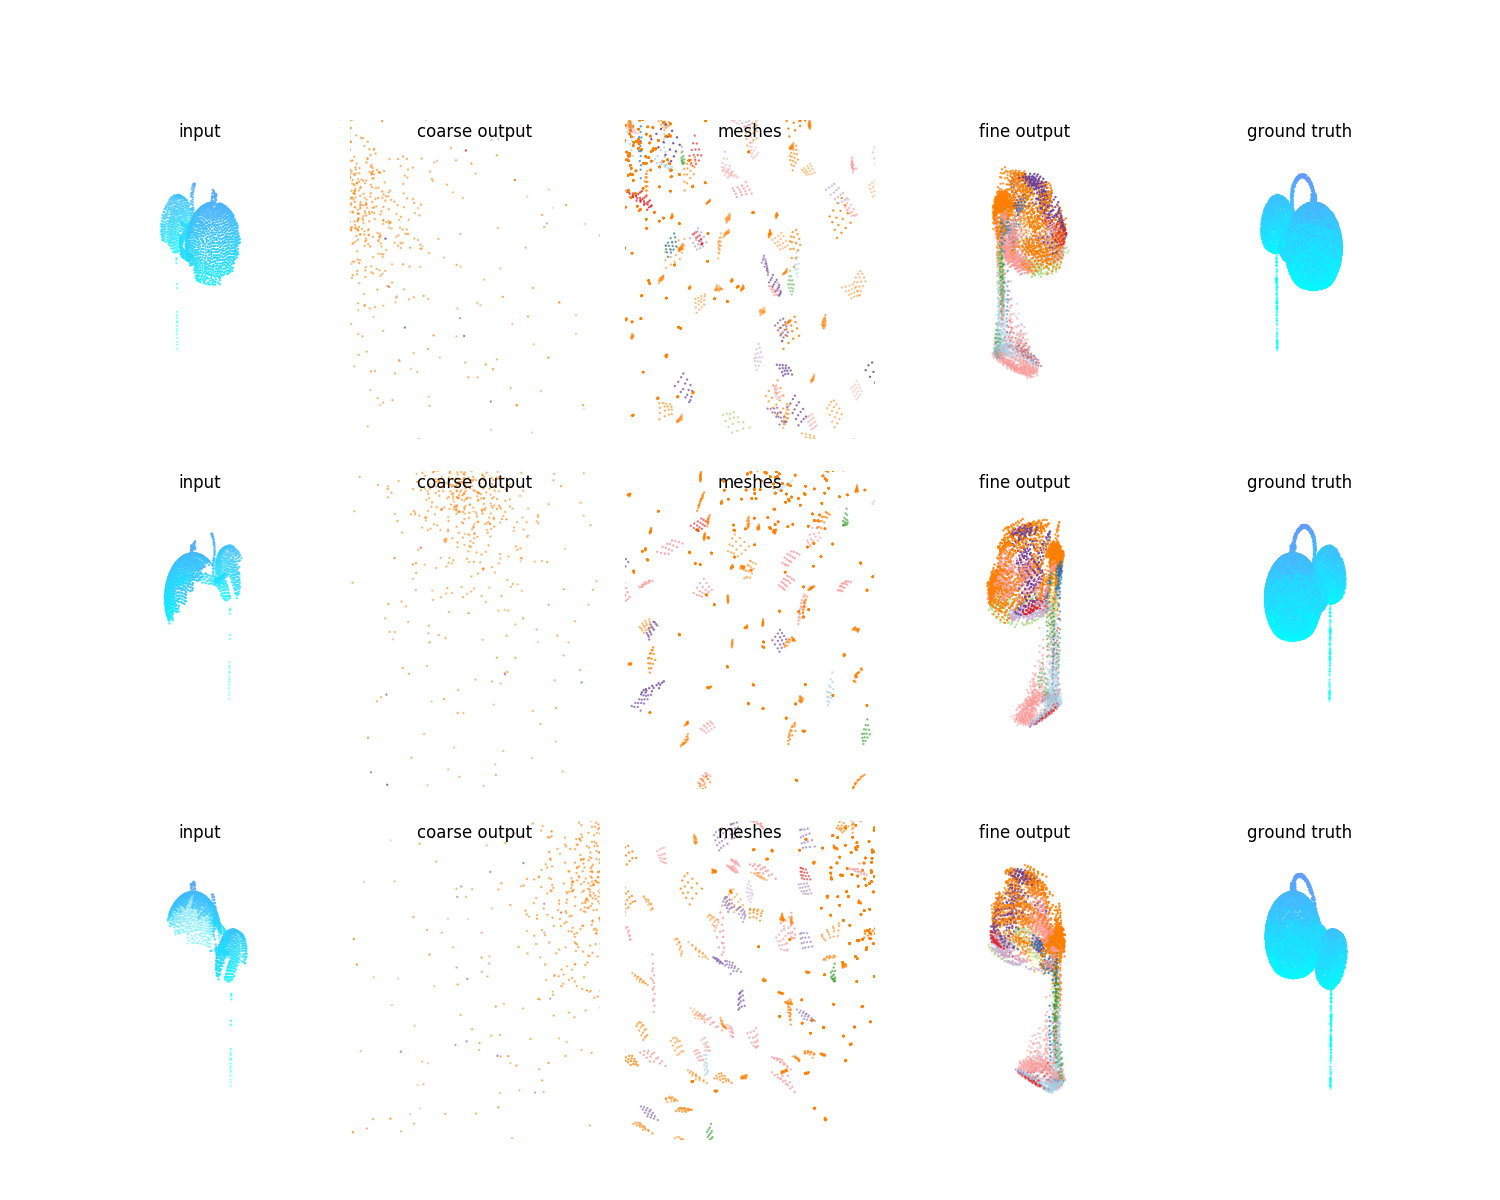 input
coarse output
meshes
fine output
ground truth
input
coarse output
meshes
fine output
ground truth
input
coarse output
meshes
fine output
ground truth